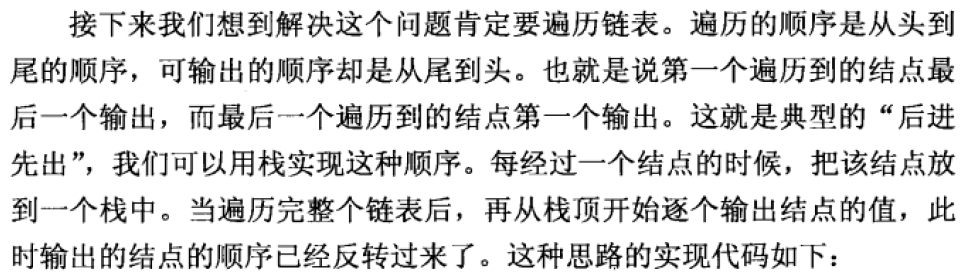 接下来我们想到解决这个问题肯定要遍历链表。遍历的顺序是从头到
尾的顺序，可输出的顺序却是从尾到头。也就是说第一个遍历到的结点最
后一个输出，而最后一个遍历到的结点第一个输出。这就是典型的“后进
先出”，我们可以用栈实现这种顺序。每经过一个结点的时候，把该结点放
到一个栈中。当遍历完整个链表后，再从栈顶开始逐个输出结点的值，此
时输出的结点的顺序已经反转过来了。这种思路的实现代码如下：